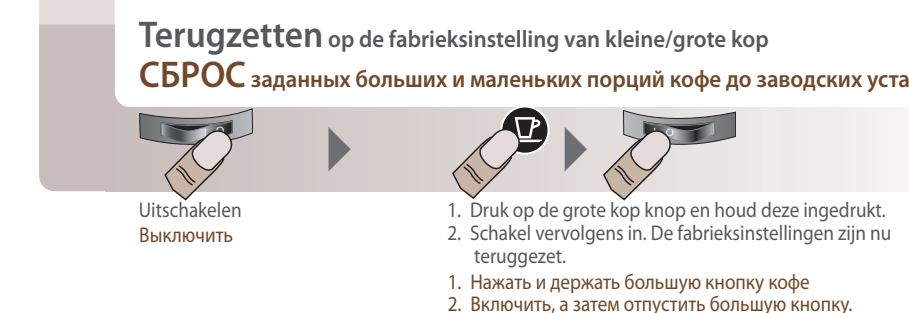 Terugzetten op de fabrieksinstelling van kleine/grote kop
СБРОС заданных больших и маленьких порций кофе до заводских уста
Uitschakelen
Выключить
1. Druk op de grote kop knop en houd deze ingedrukt.
2. Schakel vervolgens in. De fabrieksinstellingen zijn nu
teruggezet.
1. Нажать и держать большую кнопку кофе
2. Включить, а затем отпустить большую кнопку.